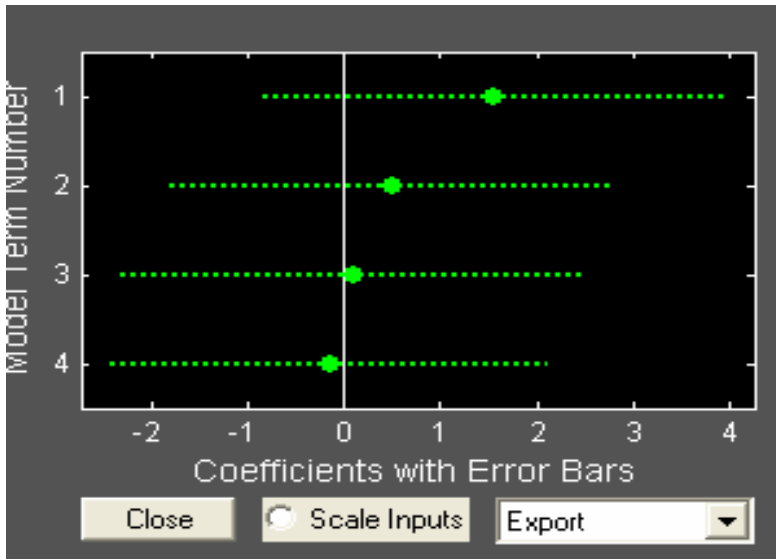 Model Term Number
1
2
3
4
-2 -1 0 1 2 3 4
Coefficients with Error Bars
Close Scale Inputs Export